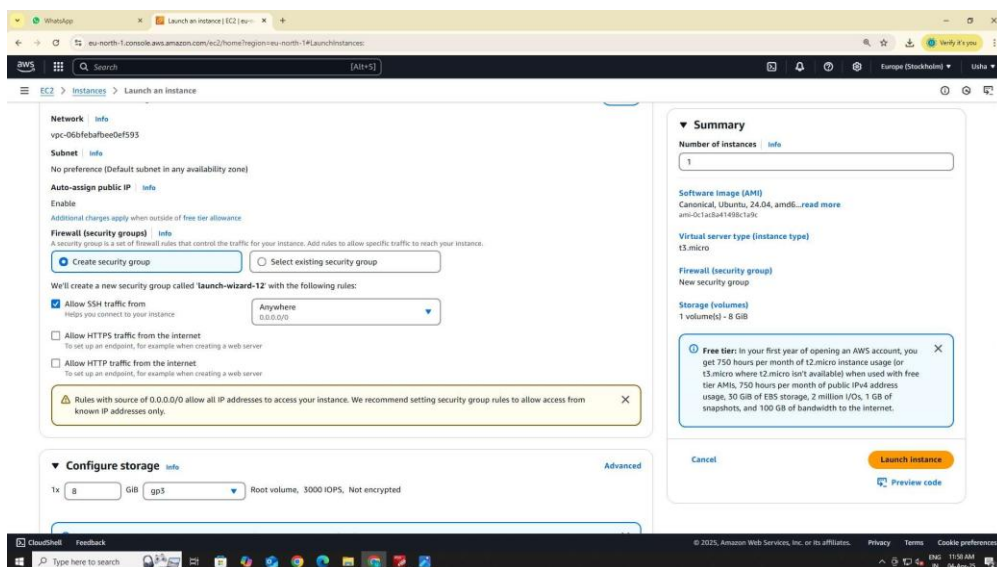 WhatsApp
Launch an instance | EC2 | eu-n
eu-north-1.console.aws.amazon.com/ec2/home?region=eu-north-1#LaunchInstances:
Verify it's you
aws
Search [Alt+S]
Europe (Stockholm) Usha
EC2 > Instances > Launch an instance
Network Info
vpc-06bfebafbee0ef593
Subnet Info
No preference (Default subnet in any availability zone)
Auto-assign public IP Info
Enable
Additional charges apply when outside of free tier allowance
Firewall (security groups) Info
A security group is a set of firewall rules that control the traffic for your instance. Add rules to allow specific traffic to reach your instance.
Create security group
Select existing security group
We'll create a new security group called 'launch-wizard-12' with the following rules:
Allow SSH traffic from
Helps you connect to your instance
Anywhere
0.0.0.0/0
Allow HTTPS traffic from the internet
To set up an endpoint, for example when creating a web server
Allow HTTP traffic from the internet
To set up an endpoint, for example when creating a web server
Rules with source of 0.0.0.0/0 allow all IP addresses to access your instance. We recommend setting security group rules to allow access from
known IP addresses only.
Configure storage Info
Advanced
1x 8 GiB gp3 Root volume, 3000 IOPS, Not encrypted
Summary
Number of instances Info
1
Software Image (AMI)
Canonical, Ubuntu, 24.04, amd6...read more
ami-0c1ac8a41498c1a9c
Virtual server type (instance type)
t3.micro
Firewall (security group)
New security group
Storage (volumes)
1 volume(s) - 8 GiB
Free tier: In your first year of opening an AWS account, you
get 750 hours per month of t2.micro instance usage (or
t3.micro where t2.micro isn't available) when used with free
tier AMIs, 750 hours per month of public IPv4 address
usage, 30 GiB of EBS storage, 2 million I/Os, 1 GB of
snapshots, and 100 GB of bandwidth to the internet.
Cancel
Launch instance
Preview code
CloudShell Feedback
© 2025, Amazon Web Services, Inc. or its affiliates. Privacy Terms Cookie preferences
Type here to search
ENG 11:58 AM
IN